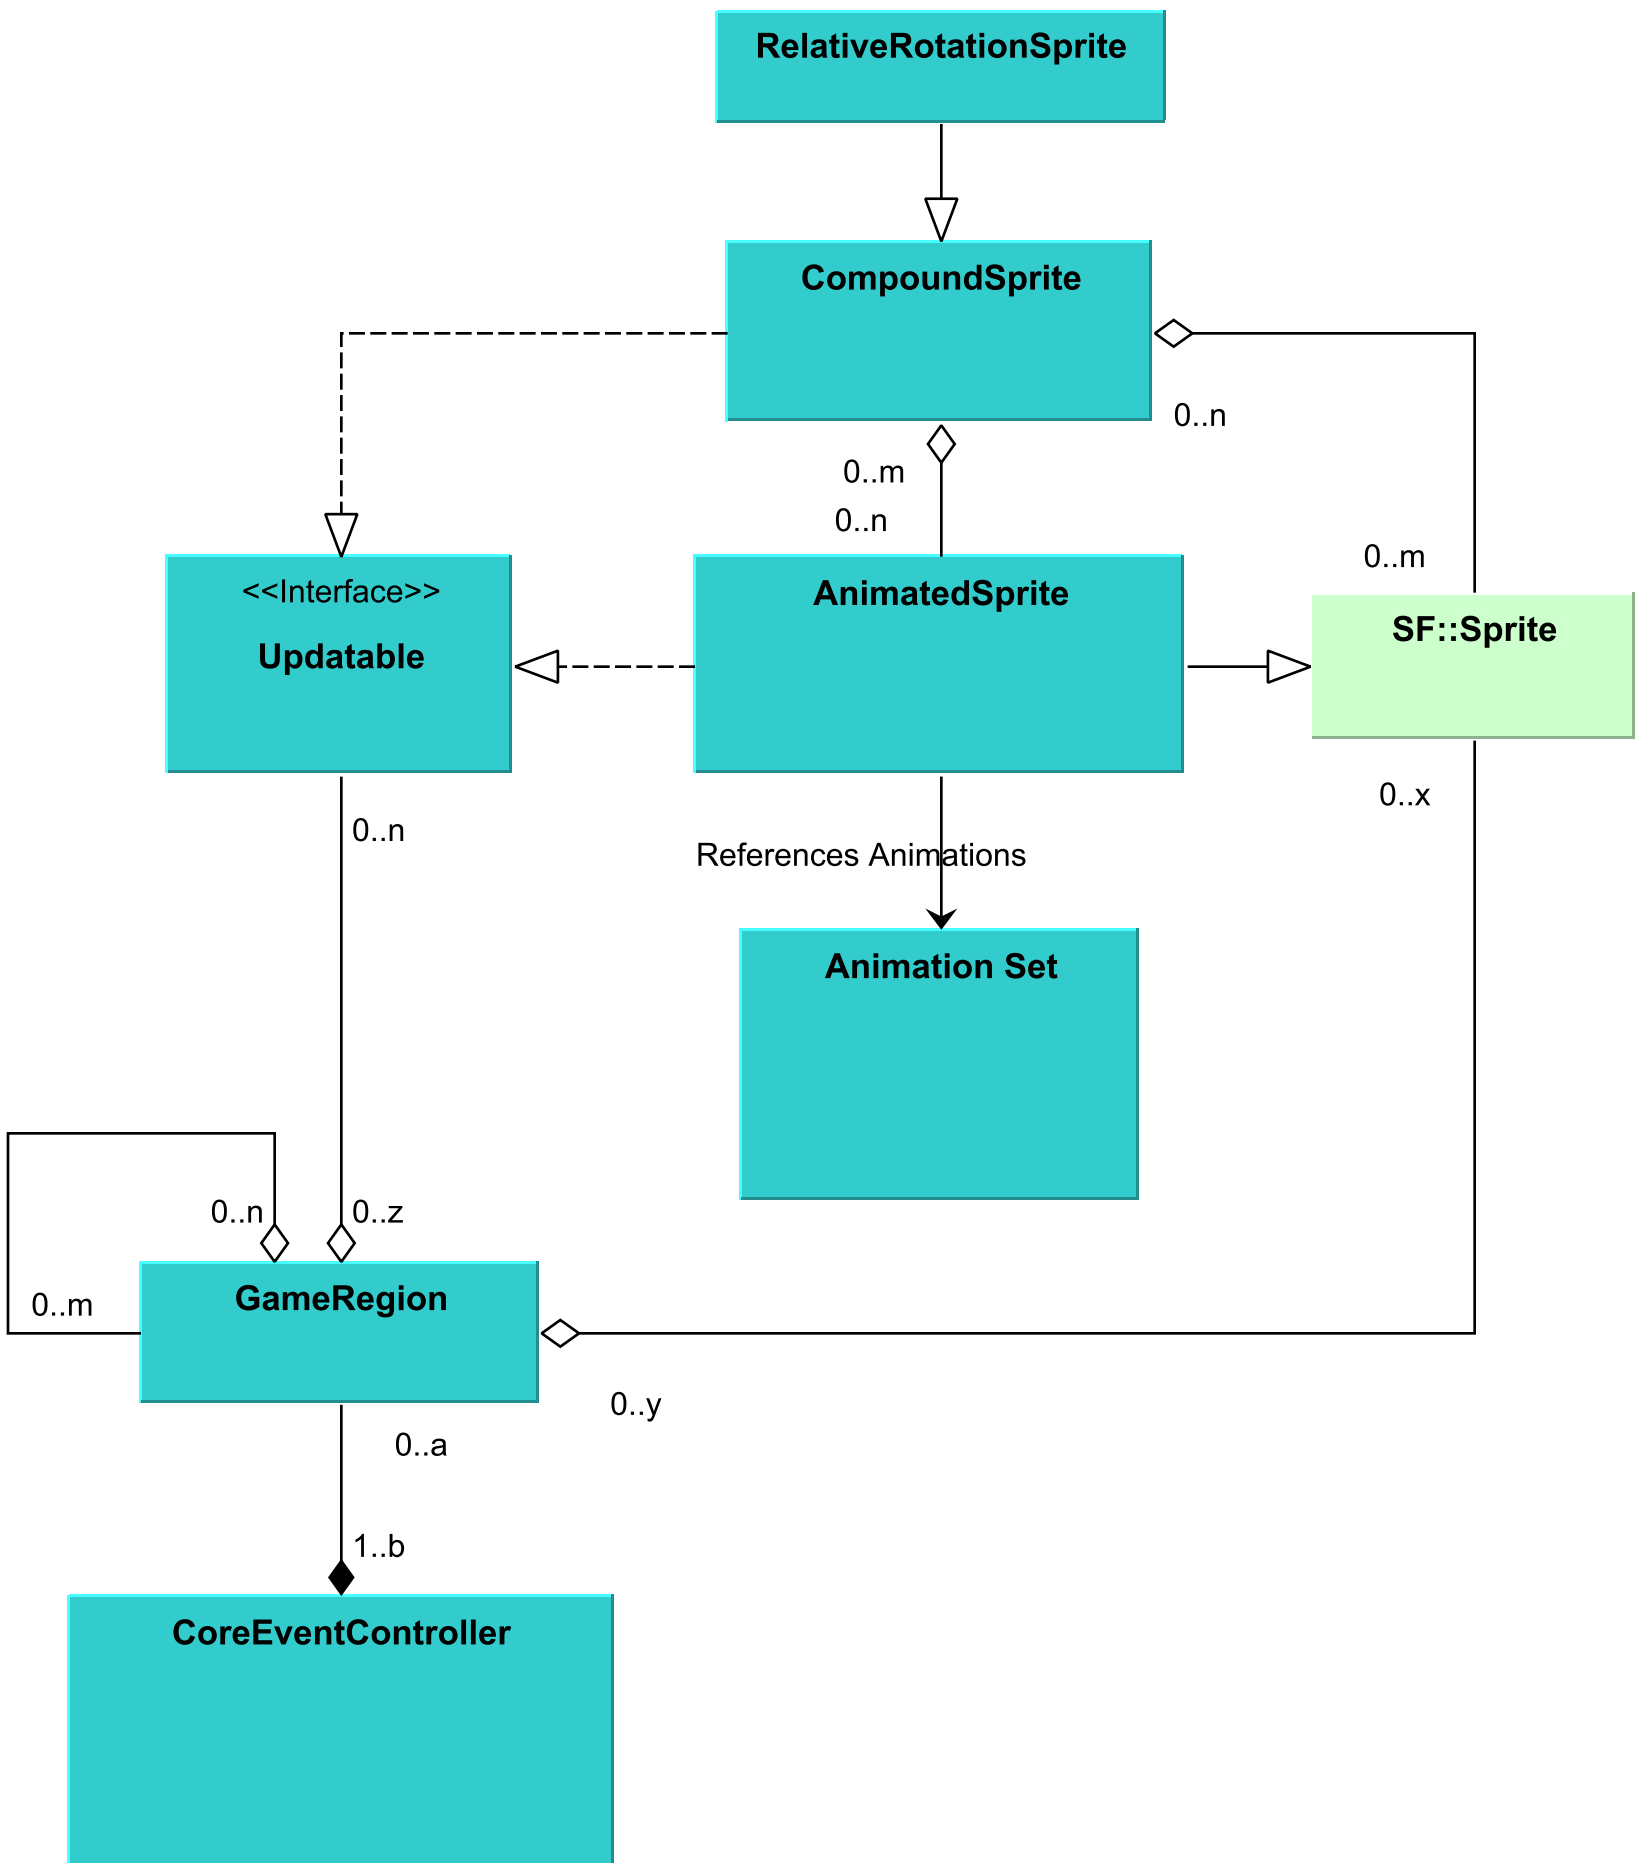 RelativeRotationSprite
CompoundSprite
0..n
0..m
0..n
0..m
<<Interface>>
Updatable
AnimatedSprite
SF::Sprite
0..n
0..x
References Animations
Animation Set
0..n
0..z
0..m
GameRegion
0..y
0..a
1..b
CoreEventController